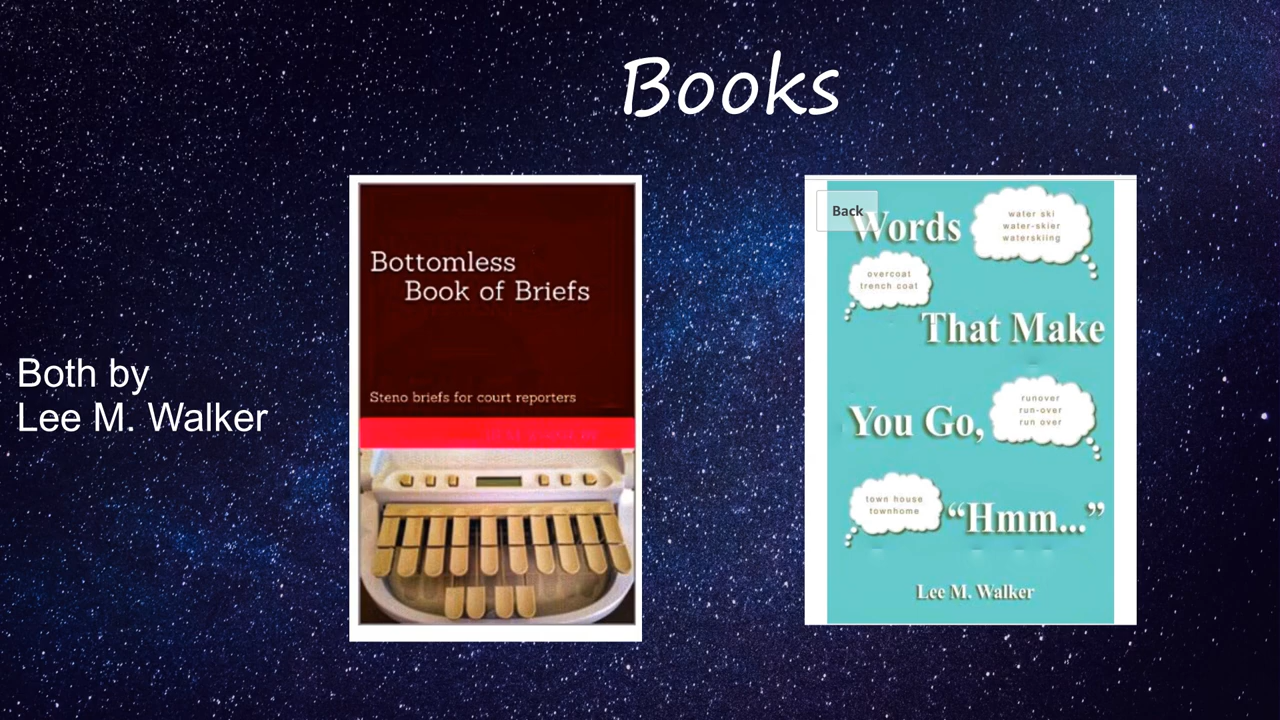 Books
Both by
Lee M. Walker
Bottomless
Book of Briefs
Steno briefs for court reporters
Back
Words
water ski
water-skier
waterskiing
overcoat
trench coat
That Make
You Go,
runover
run-over
run over
town house
townhome
“Hmm...”
Lee M. Walker